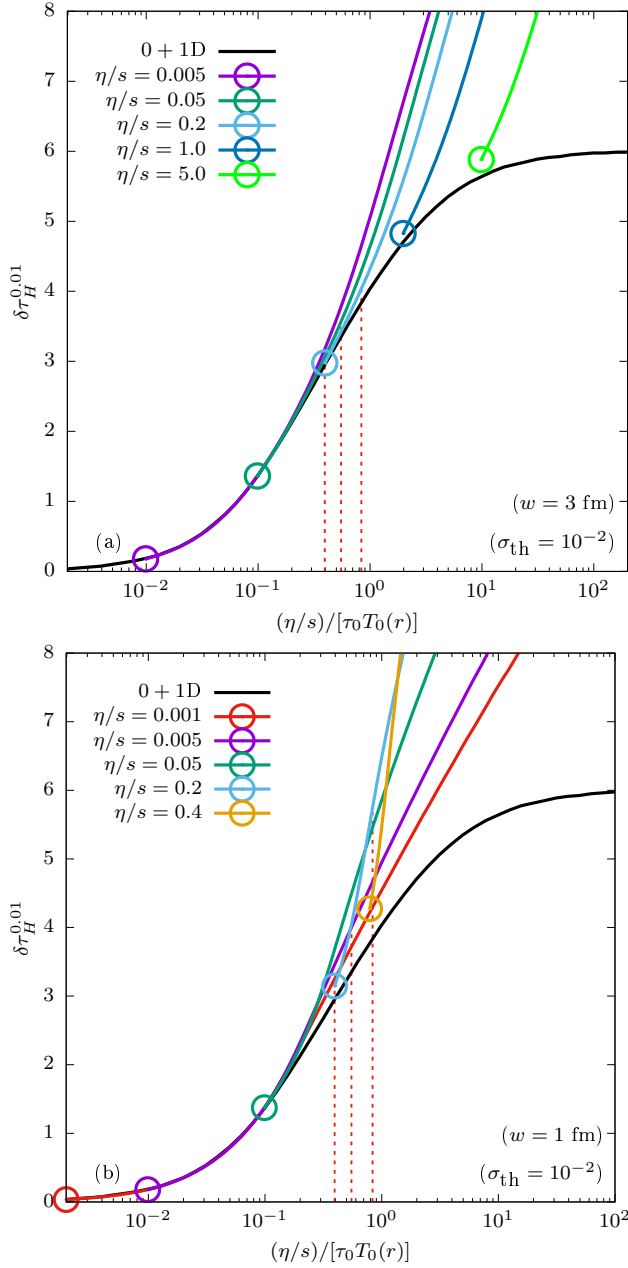 8
7
6
5
4
3
2
1
0
δτ_H^{0.01}
0 + 1D
η/s = 0.005
η/s = 0.05
η/s = 0.2
η/s = 1.0
η/s = 5.0
(a)
(w = 3 fm)
(σ_th = 10^{-2})
10^{-2} 10^{-1} 10^0 10^1 10^2
(η/s)/[τ_0T_0(r)]
8
7
6
5
4
3
2
1
0
δτ_H^{0.01}
0 + 1D
η/s = 0.001
η/s = 0.005
η/s = 0.05
η/s = 0.2
η/s = 0.4
(b)
(w = 1 fm)
(σ_th = 10^{-2})
10^{-2} 10^{-1} 10^0 10^1 10^2
(η/s)/[τ_0T_0(r)]